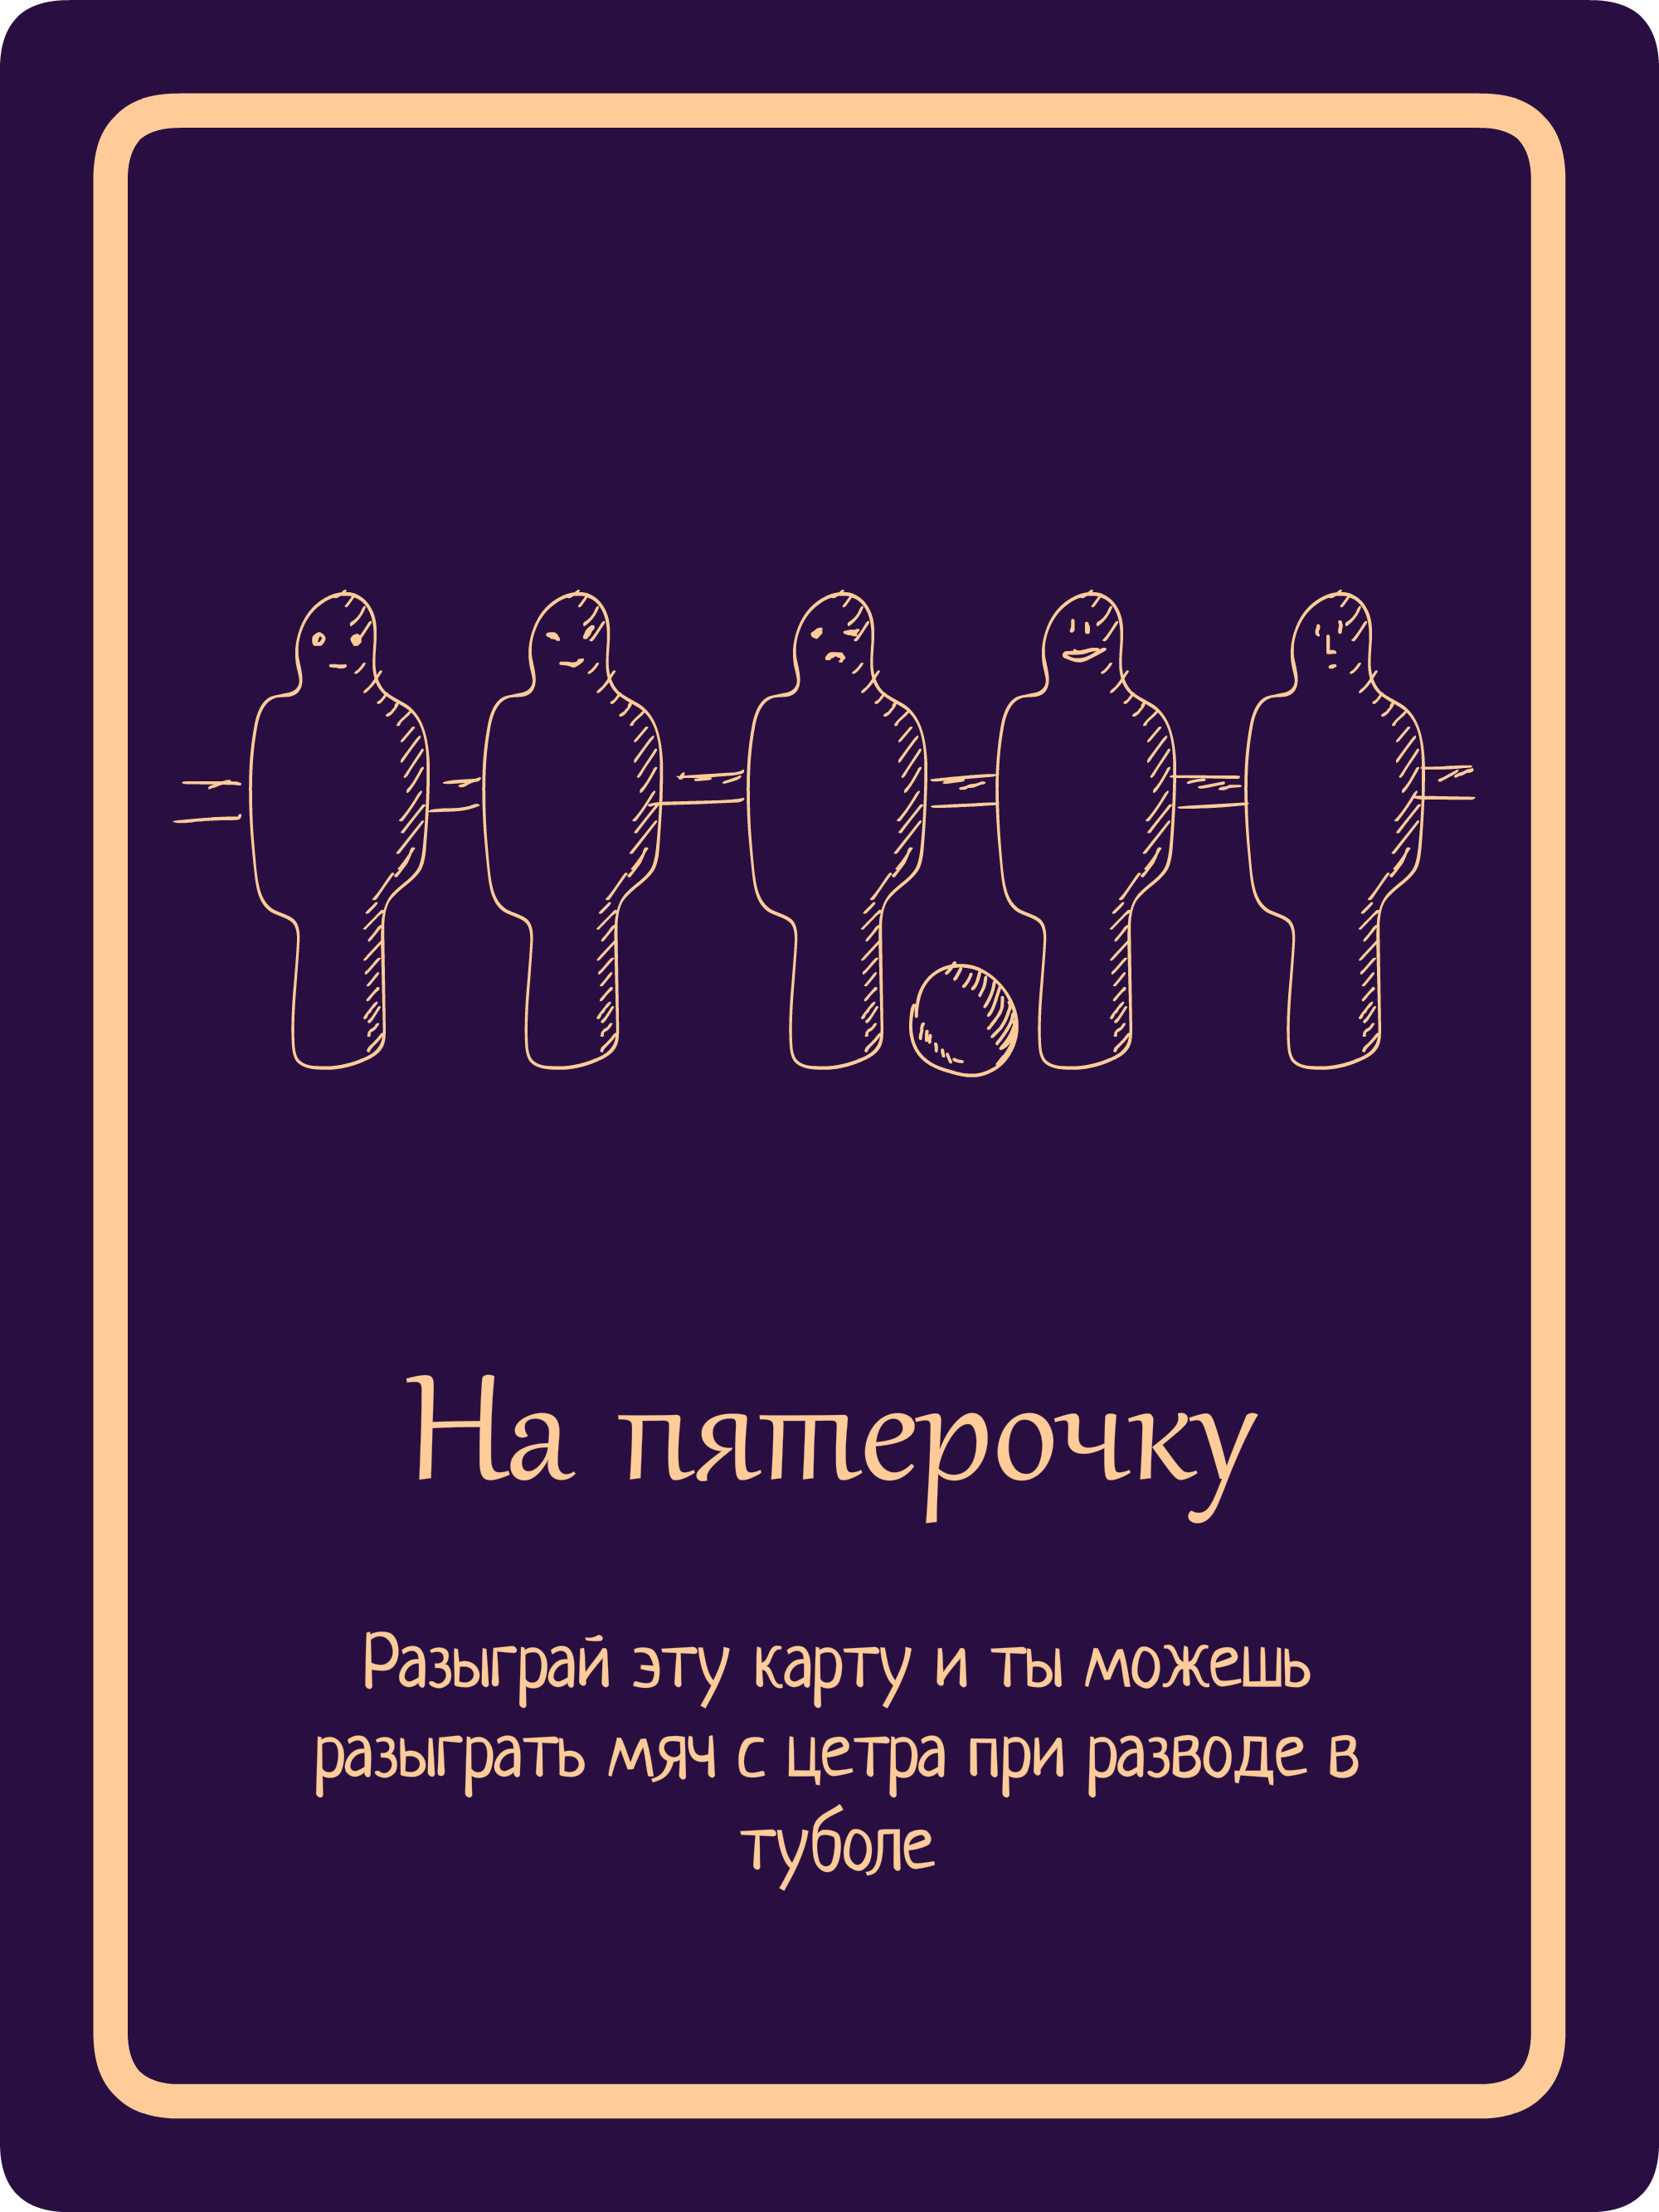 На пятерочку
Разыграй эту карту и ты можешь
разыграть мяч с цетра при разводе в
туболе